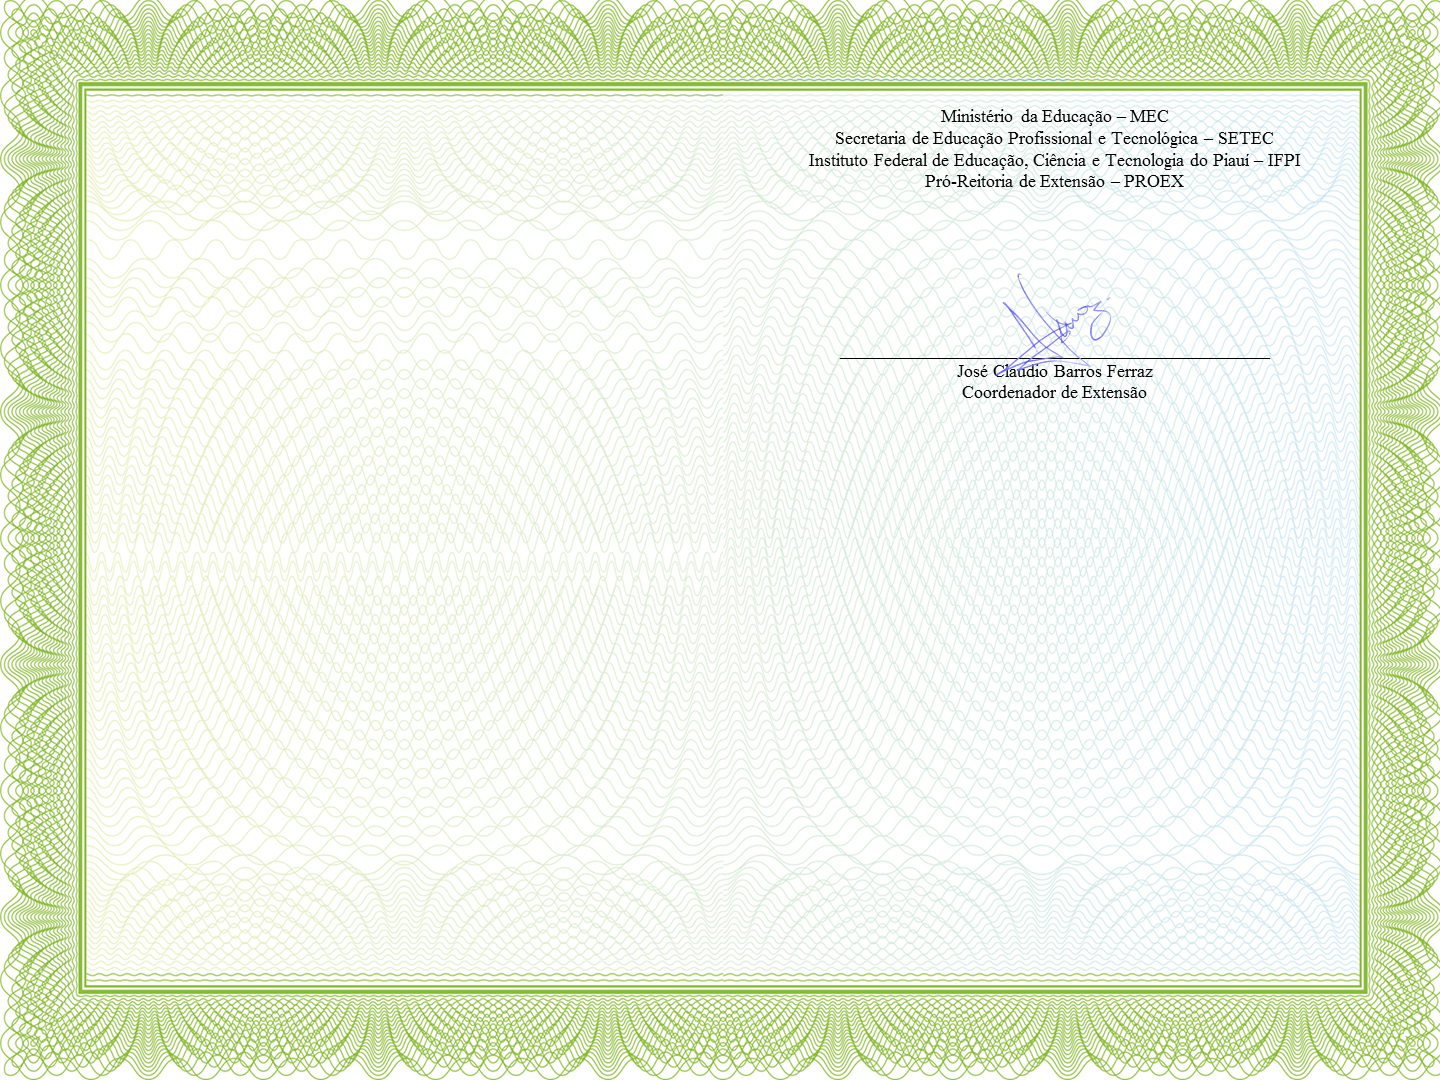 Ministério da Educação – MEC
Secretaria de Educação Profissional e Tecnológica – SETEC
Instituto Federal de Educação, Ciência e Tecnologia do Piauí – IFPI
Pró-Reitoria de Extensão – PROEX
José Claudio Barros Ferraz
Coordenador de Extensão